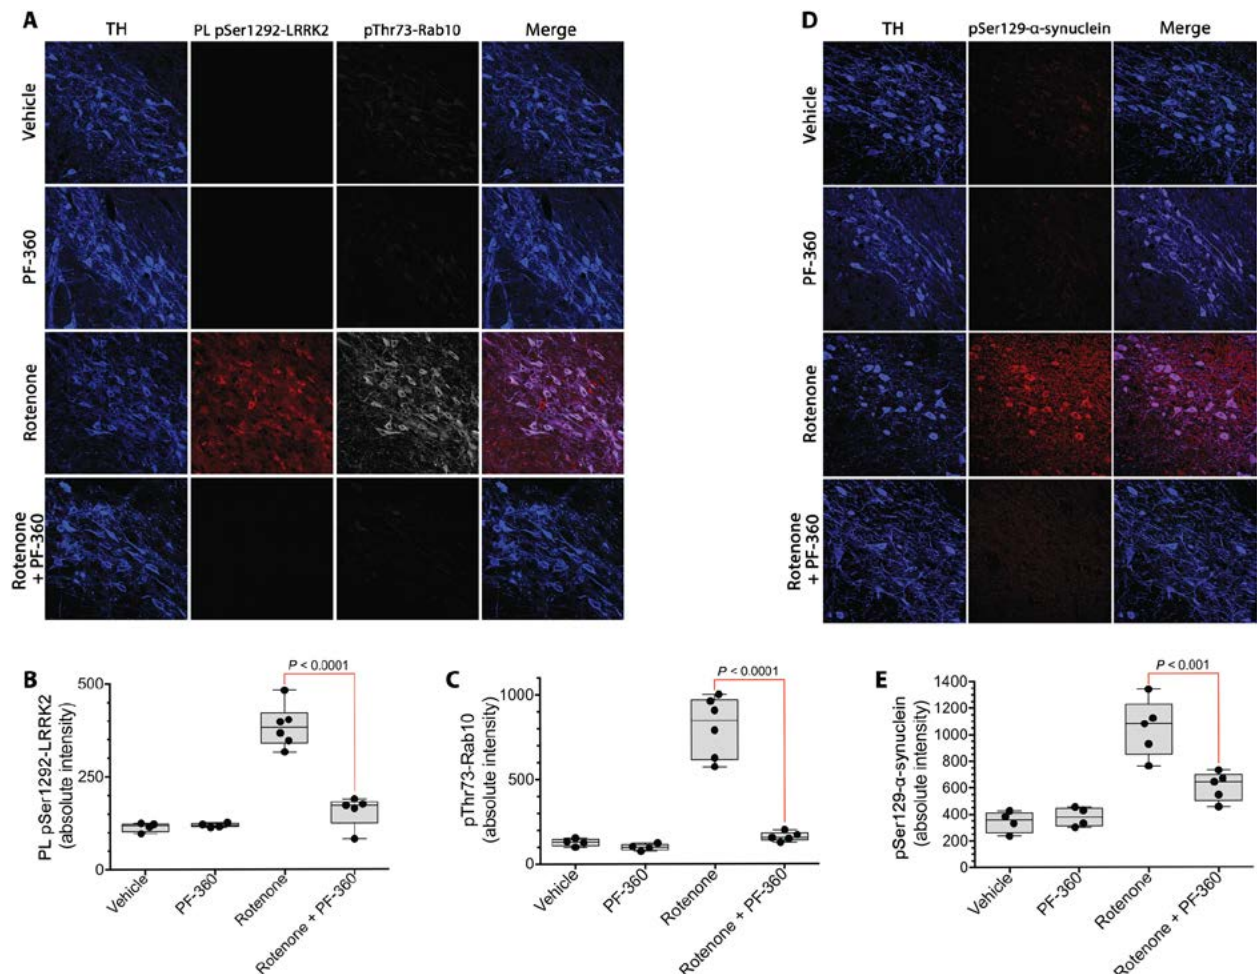 A
TH
PL pSer1292-LRRK2
pThr73-Rab10
Merge
Vehicle
PF-360
Rotenone
Rotenone
+ PF-360
D
TH
pSer129-α-synuclein
Merge
Vehicle
PF-360
Rotenone
Rotenone
+ PF-360
B
PL pSer1292-LRRK2
(absolute intensity)
500
250
0
P < 0.0001
Vehicle
PF-360
Rotenone
Rotenone + PF-360
C
pThr73-Rab10
(absolute intensity)
1000
500
0
P < 0.0001
Vehicle
PF-360
Rotenone
Rotenone + PF-360
E
pSer129-α-synuclein
(absolute intensity)
1400
1200
1000
800
600
400
200
0
P < 0.001
Vehicle
PF-360
Rotenone
Rotenone + PF-360